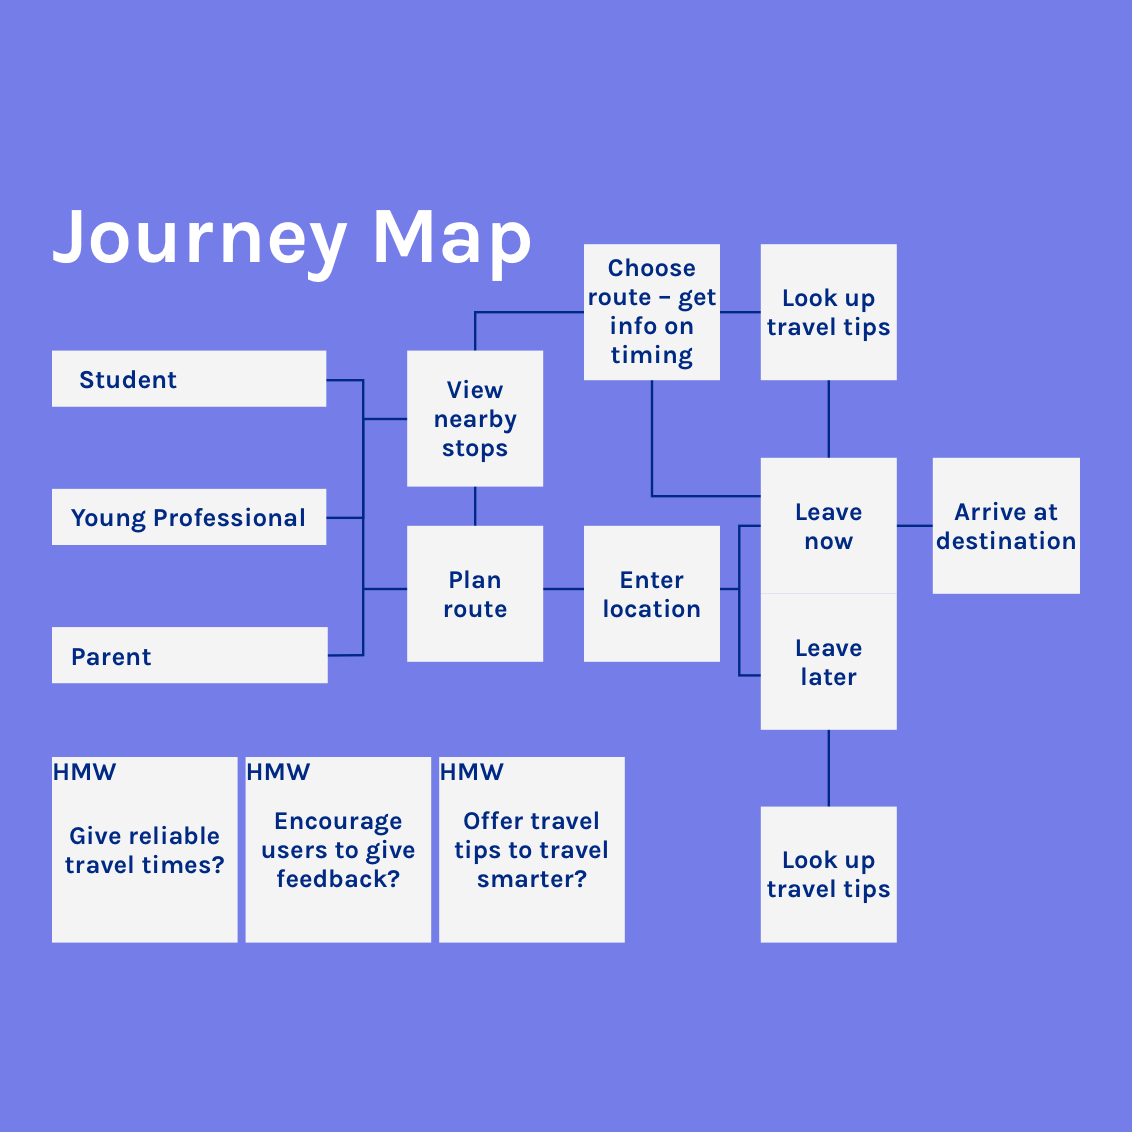 Journey Map
Choose
route – get
info on
timing
Look up
travel tips
Student
View
nearby
stops
Young Professional
Leave
now
Arrive at
destination
Plan
route
Enter
location
Parent
Leave
later
HMW
Give reliable
travel times?
HMW
Encourage
users to give
feedback?
HMW
Offer travel
tips to travel
smarter?
Look up
travel tips